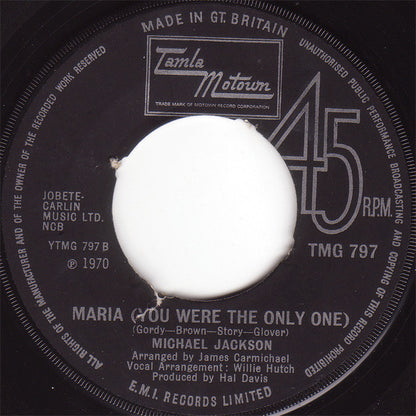 MADE IN GT. BRITAIN
UNAUTHORISED PUBLIC PERFORMANCE BROADCASTING AND COPYING OF THIS RECORD PROHIBITED
ALL RIGHTS OF THE MANUFACTURER AND OF THE OWNER OF THE RECORDED WORK RESERVED
Tamla
Motown
TRADE MARK OF MOTOWN RECORD CORPORATION
45
R.P.M.
JOBETE-
CARLIN
MUSIC LTD.
NCB
YTMG 797 B
℗ 1970
TMG 797
MARIA (YOU WERE THE ONLY ONE)
(Gordy—Brown—Story—Glover)
MICHAEL JACKSON
Arranged by James Carmichael
Vocal Arrangement: Willie Hutch
Produced by Hal Davis
E.M.I. RECORDS LIMITED